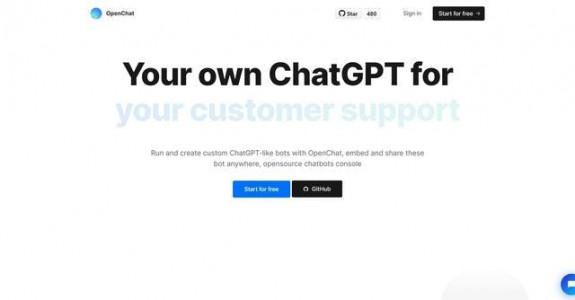 OpenChat
Star 480
Sign in
Start for free →
Your own ChatGPT for
your customer support
Run and create custom ChatGPT-like bots with OpenChat, embed and share these
bot anywhere, opensource chatbots console
Start for free
GitHub